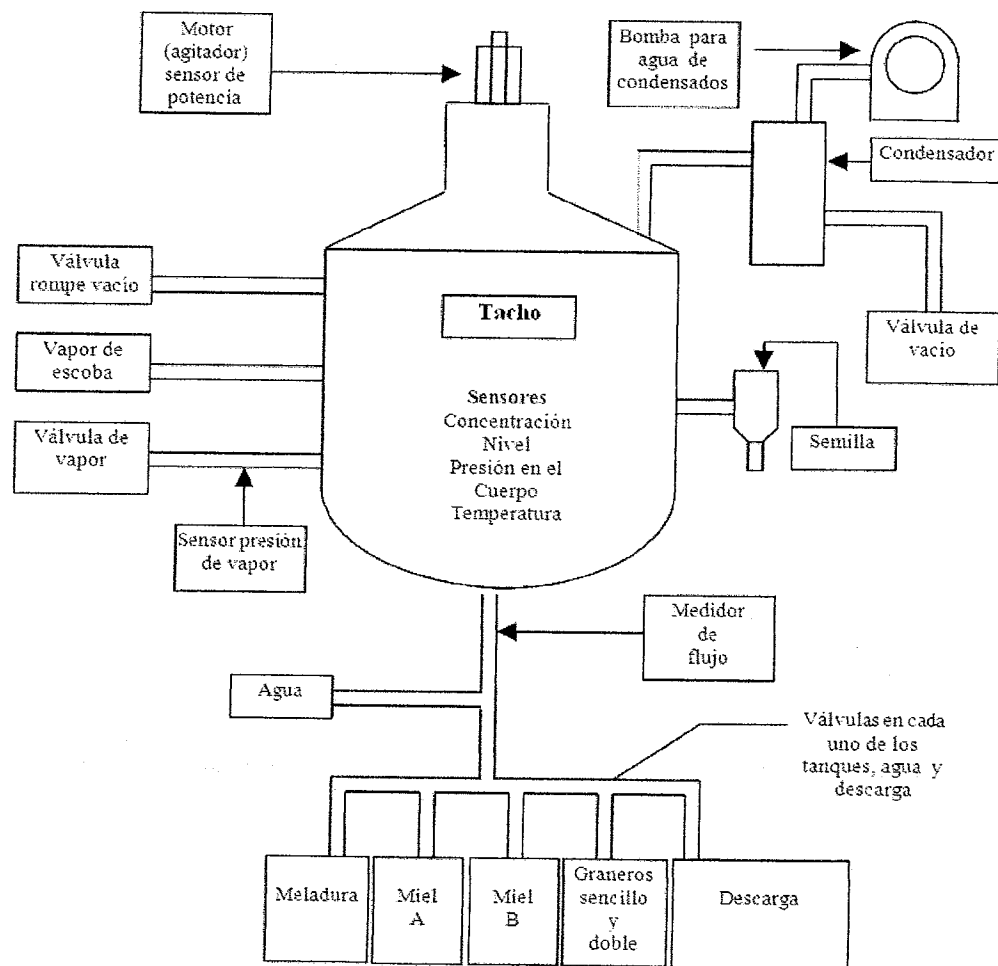 Motor
(agitador)
sensor de
potencia
Bomba para
agua de
condensados
Condensador
Válvula
rompe vacío
Tacho
Válvula de
vacio
Vapor de
escoba
Sensores
Concentración
Nivel
Presión en el
Cuerpo
Temperatura
Válvula de
vapor
Semilla
Sensor presión
de vapor
Medidor
de
flujo
Agua
Válvulas en cada
uno de los
tanques, agua y
descarga
Meladura
Miel
A
Miel
B
Graneros
sencillo
y
doble
Descarga